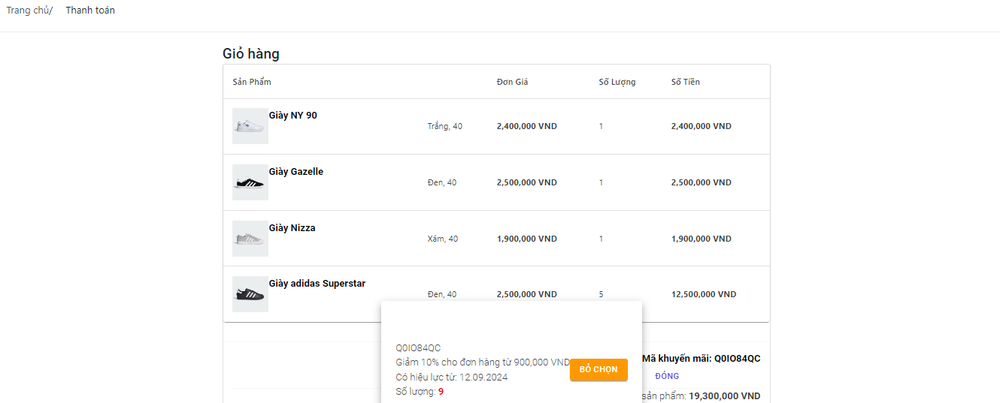 Trang chủ/ Thanh toán
Giỏ hàng
Sản Phẩm Đơn Giá Số Lượng Số Tiền
Giày NY 90
Trắng, 40 2,400,000 VND 1 2,400,000 VND
Giày Gazelle
Đen, 40 2,500,000 VND 1 2,500,000 VND
Giày Nizza
Xám, 40 1,900,000 VND 1 1,900,000 VND
Giày adidas Superstar
Đen, 40 2,500,000 VND 5 12,500,000 VND
Q0IO84QC
Giảm 10% cho đơn hàng từ 900,000 VND
Có hiệu lực từ: 12.09.2024
Số lượng: 9
BỎ CHỌN
Mã khuyến mãi: Q0IO84QC
ĐÓNG
sản phẩm: 19,300,000 VND